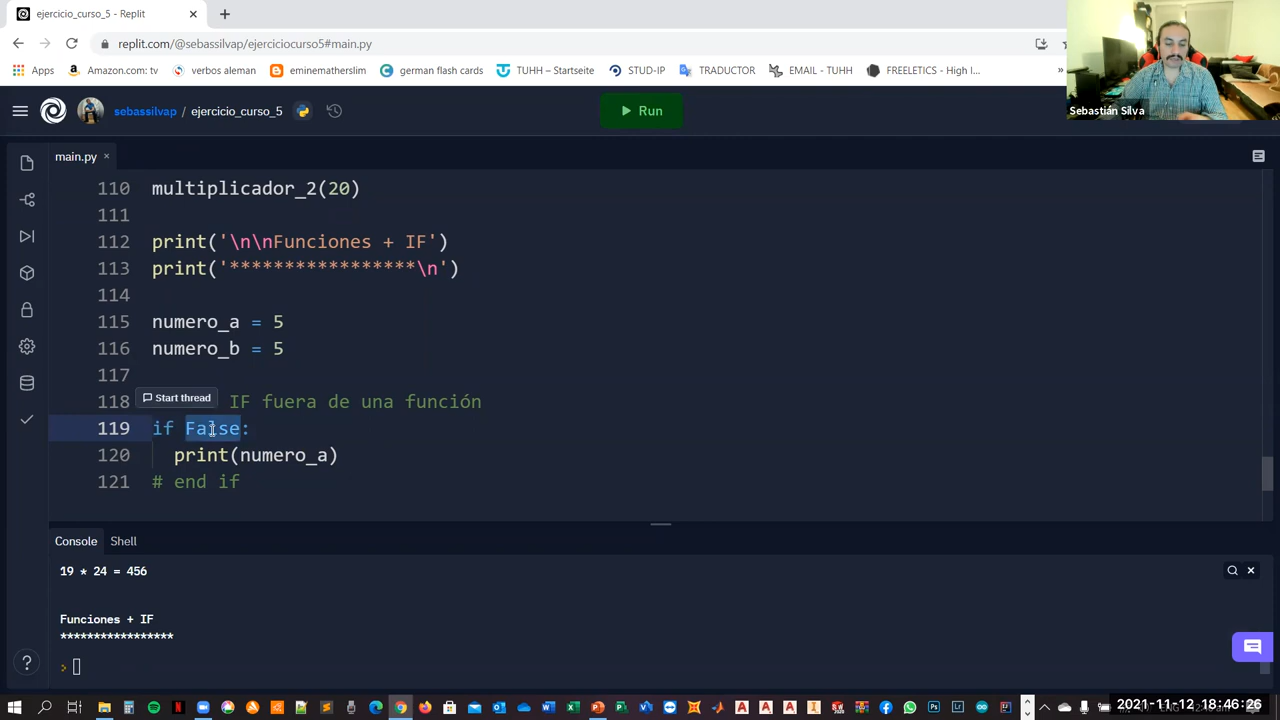 ejercicio_curso_5 - Replit
replit.com/@sebassilvap/ejerciciocurso5#main.py
Apps
Amazon.com: tv
verbos aleman
eminematherslim
german flash cards
TUHH – Startseite
STUD-IP
TRADUCTOR
EMAIL - TUHH
FREELETICS - High I...
»
Sebastián Silva
sebassilvap / ejercicio_curso_5
Run
main.py
110 multiplicador_2(20)
111
112 print('\n\nFunciones + IF')
113 print('*****************\n')
114
115 numero_a = 5
116 numero_b = 5
117
Start thread
118 IF fuera de una función
119 if False:
120 print(numero_a)
121 # end if
Console
Shell
19 * 24 = 456
Funciones + IF
*****************
2021-11-12 18:46:26